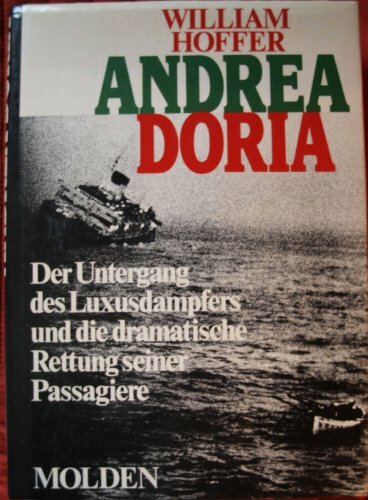 WILLIAM
HOFFER
ANDREA
DORIA
Der Untergang
des Luxusdampfers
und die dramatische
Rettung seiner
Passagiere
MOLDEN